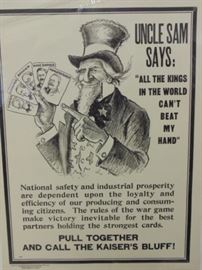 UNCLE SAM
SAYS:
"ALL THE KINGS
IN THE WORLD
CAN'T
BEAT
MY
HAND"
National safety and industrial prosperity
are dependent upon the loyalty and
efficiency of our producing and consum-
ing citizens. The rules of the war game
make victory inevitable for the best
partners holding the strongest cards.
PULL TOGETHER
AND CALL THE KAISER'S BLUFF!